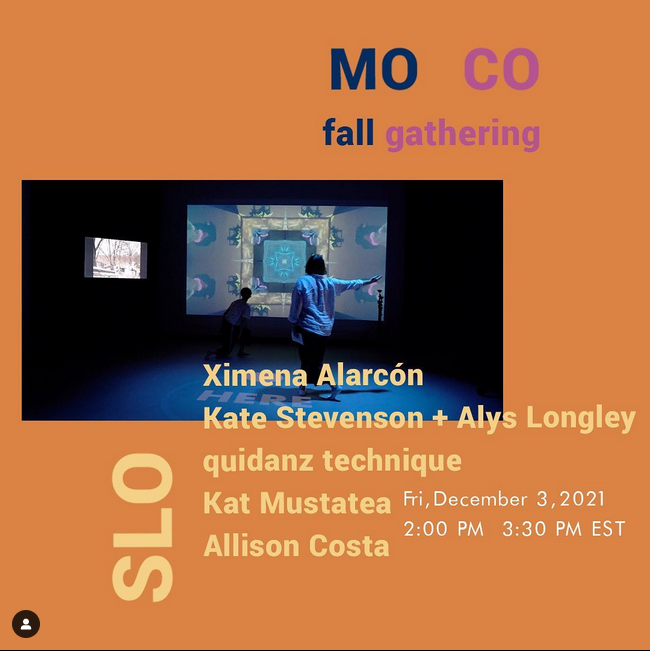 MO CO
fall gathering
HERE
Ximena Alarcón
Kate Stevenson + Alys Longley
quidanz technique
Kat Mustatea
Allison Costa
Fri,December 3,2021
2:00 PM 3:30 PM EST
SLO